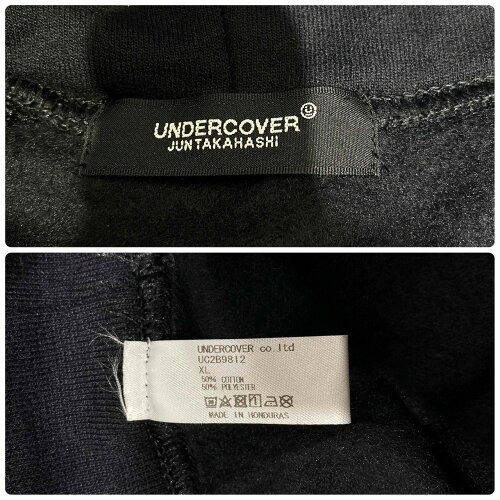 UNDERCOVER
JUNTAKAHASHI
UNDERCOVER co.ltd
UC2B9812
XL
50% COTTON
50% POLYESTER
MADE IN HONDURAS